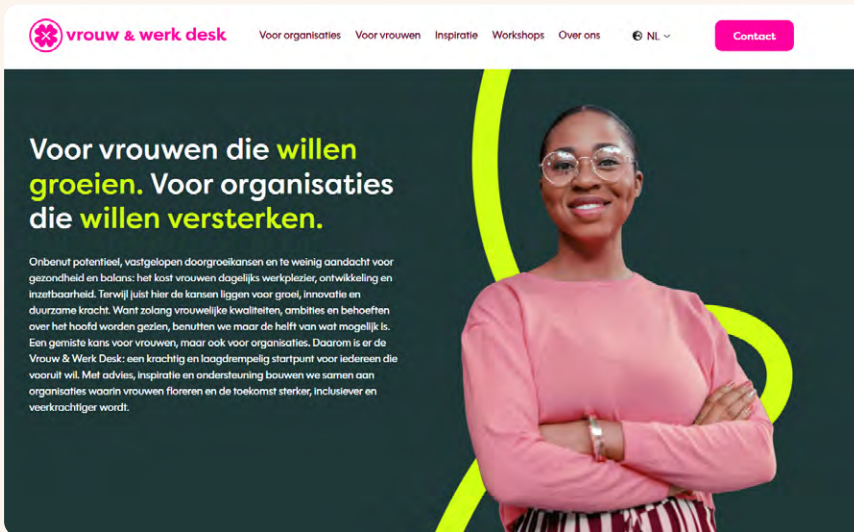 vrouw & werk desk
Voor organisaties Voor vrouwen Inspiratie Workshops Over ons NL Contact
Voor vrouwen die willen
groeien. Voor organisaties
die willen versterken.
Onbenut potentieel, vastgelopen doorgroeikansen en te weinig aandacht voor
gezondheid en balans: het kost vrouwen dagelijks werkplezier, ontwikkeling en
inzetbaarheid. Terwijl juist hier de kansen liggen voor groei, innovatie en
duurzame kracht. Want zolang vrouwelijke kwaliteiten, ambities en behoeften
over het hoofd worden gezien, benutten we maar de helft van wat mogelijk is.
Een gemiste kans voor vrouwen, maar ook voor organisaties. Daarom is er de
Vrouw & Werk Desk: een krachtig en laagdrempelig startpunt voor iedereen die
vooruit wil. Met advies, inspiratie en ondersteuning bouwen we samen aan
organisaties waarin vrouwen floreren en de toekomst sterker, inclusiever en
veerkrachtiger wordt.